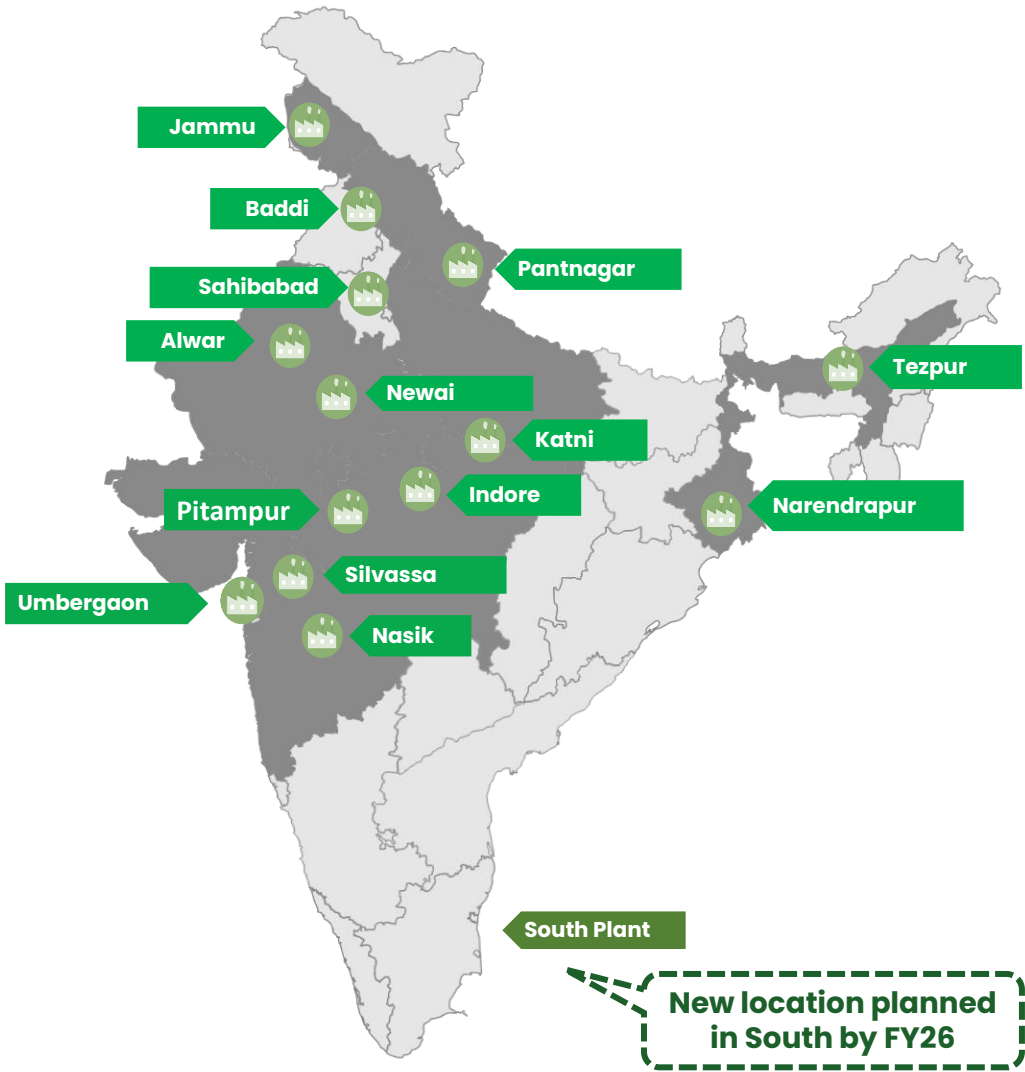 Jammu
Baddi
Pantnagar
Sahibabad
Alwar
Tezpur
Newai
Katni
Indore
Narendrapur
Pitampur
Silvassa
Umbergaon
Nasik
South Plant
New location planned
in South by FY26